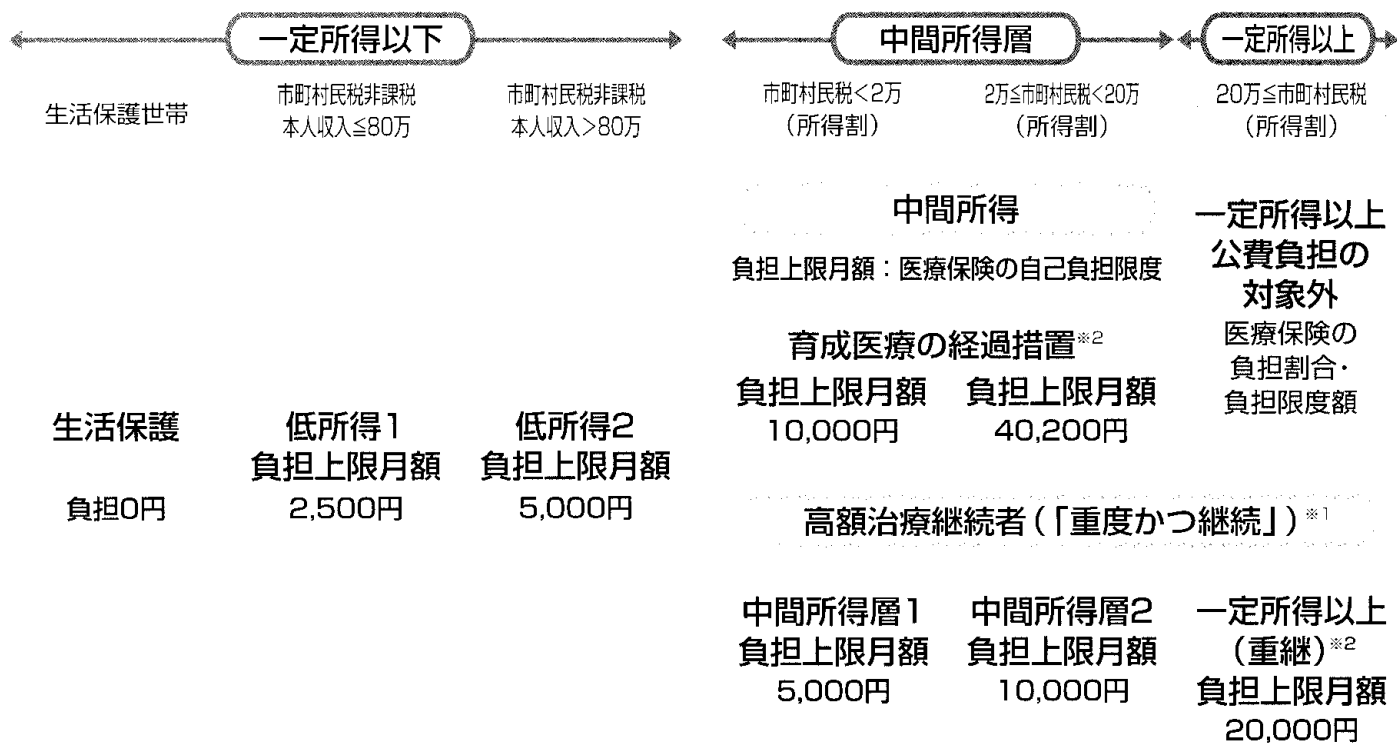 一定所得以下
中間所得層
一定所得以上
生活保護世帯
市町村民税非課税
本人収入≦80万
市町村民税非課税
本人収入>80万
市町村民税<2万
（所得割）
2万≦市町村民税<20万
（所得割）
20万≦市町村民税
（所得割）
中間所得
負担上限月額：医療保険の自己負担限度
一定所得以上
公費負担の
対象外
医療保険の
負担割合・
負担限度額
育成医療の経過措置※2
負担上限月額
10,000円
負担上限月額
40,200円
生活保護
負担0円
低所得1
負担上限月額
2,500円
低所得2
負担上限月額
5,000円
高額治療継続者（「重度かつ継続」）※1
中間所得層1
負担上限月額
5,000円
中間所得層2
負担上限月額
10,000円
一定所得以上
（重継）※2
負担上限月額
20,000円